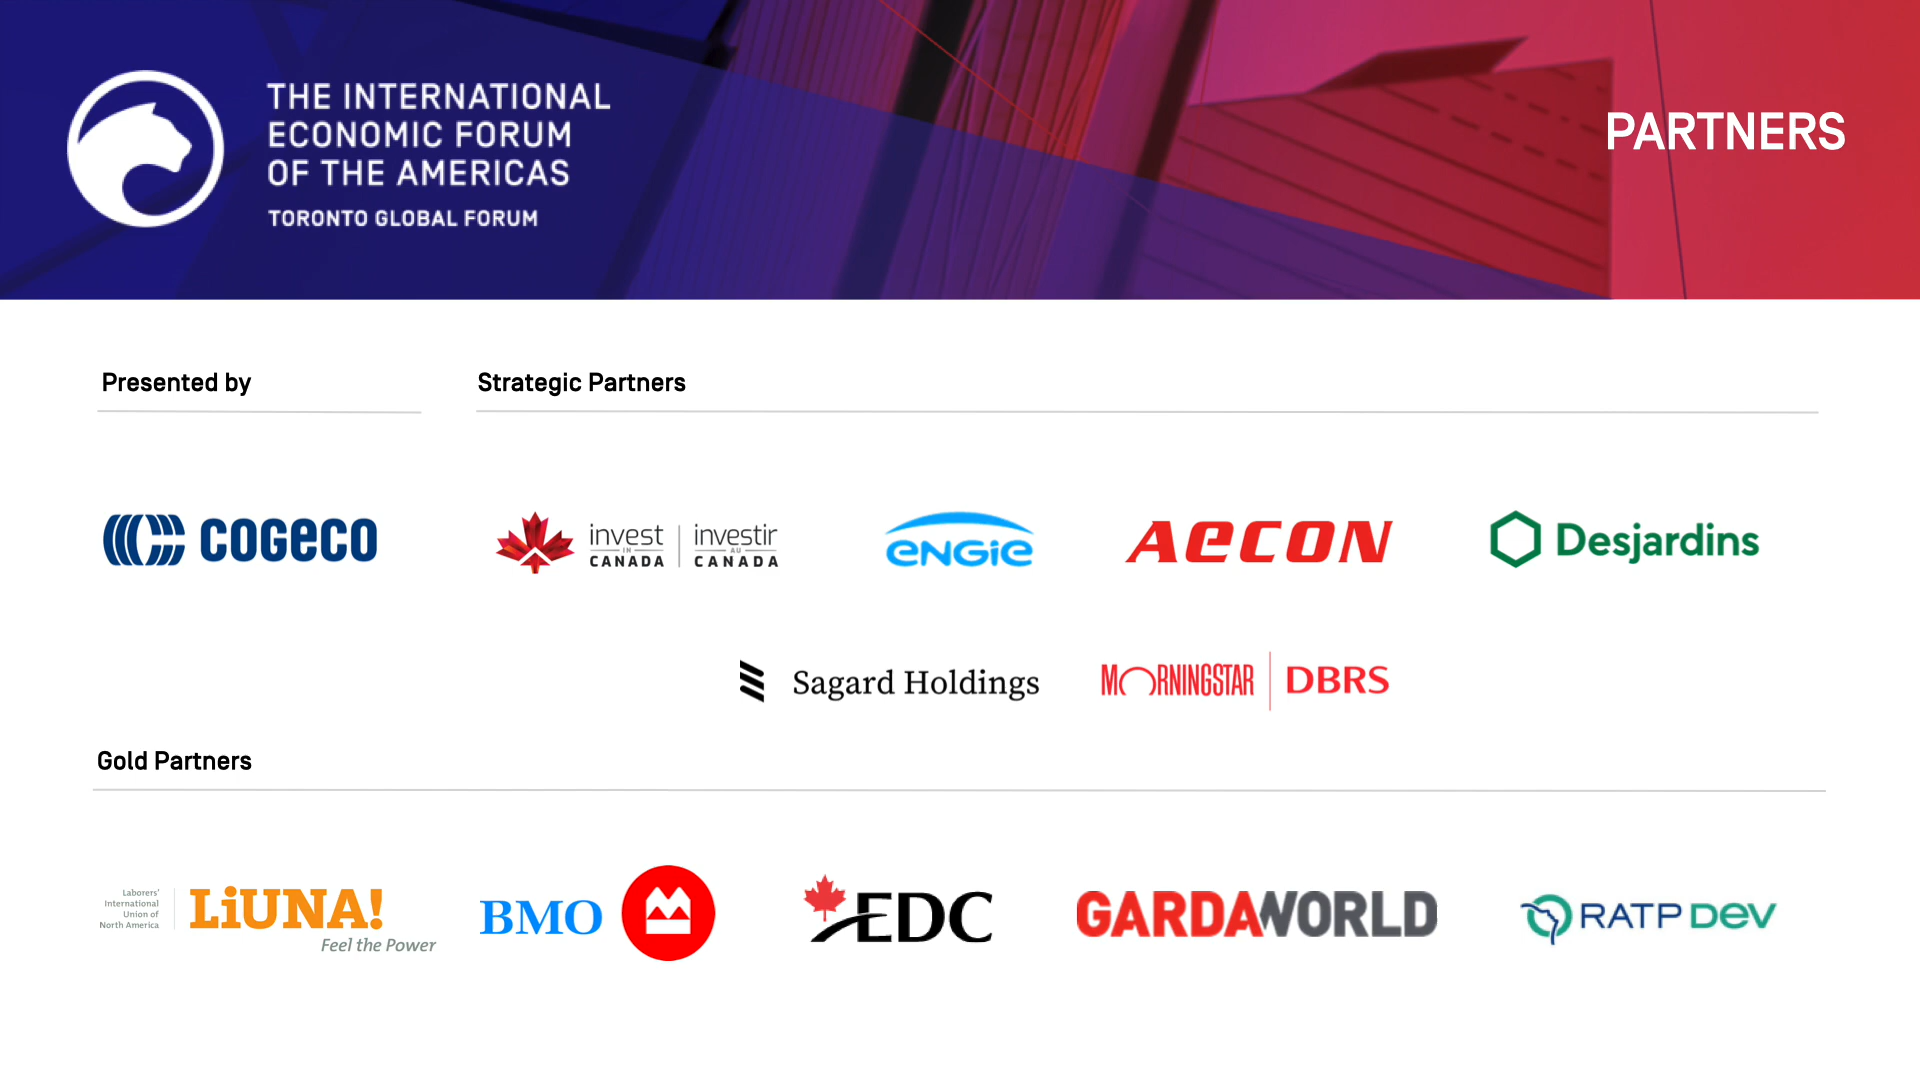 THE INTERNATIONAL
ECONOMIC FORUM
OF THE AMERICAS
TORONTO GLOBAL FORUM
PARTNERS
Presented by
Strategic Partners
COGECO
invest IN CANADA
investir AU CANADA
ENGIE
AECON
Desjardins
Sagard Holdings
MORNINGSTAR DBRS
Gold Partners
Laborers'
International
Union of
North America
LiUNA!
Feel the Power
BMO
EDC
GARDAWORLD
RATP DEV